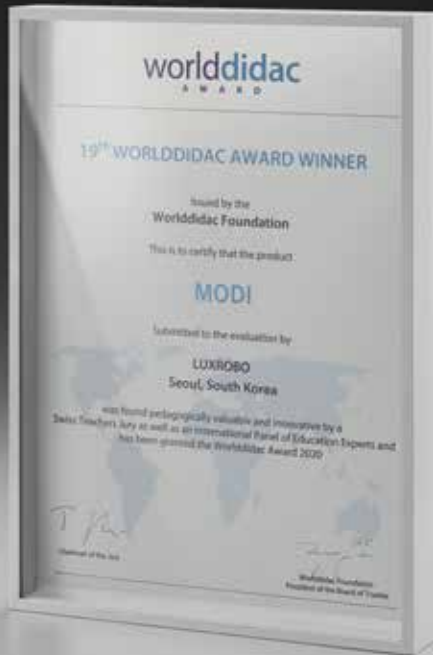 worlddidac
AWARD
19TH WORLDDIDAC AWARD WINNER
Issued by the
Worlddidac Foundation
This is to certify that the product
MODI
Submitted to the evaluation by
LUXROBO
Seoul, South Korea
was found pedagogically valuable and innovative by a
Swiss Teachers Jury as well as an International Panel of Education Experts and
has been granted the Worlddidac Award 2020
Chairman of the Jury
Worlddidac Foundation
President of the Board of Trustee